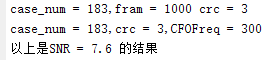 case_num = 183,fram = 1000 crc = 3
case_num = 183,crc = 3,CFOFreq = 300
以上是SNR = 7.6 的结果